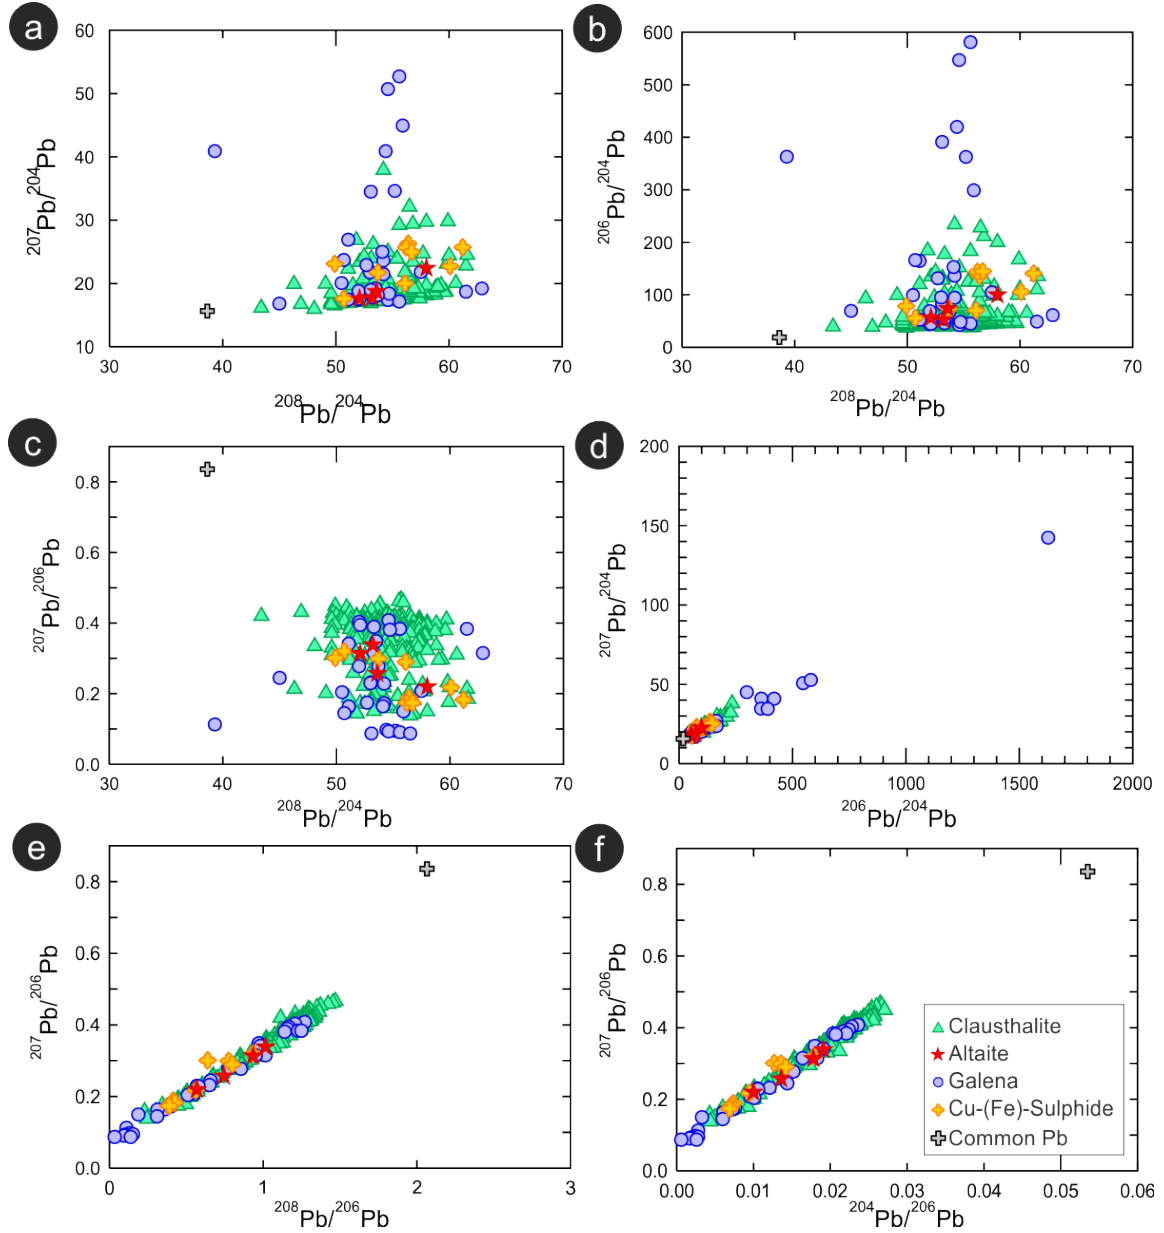 a
60
50
40
30
20
10
30 40 50 60 70
207Pb/204Pb
208Pb/204Pb
b
600
500
400
300
200
100
0
30 40 50 60 70
206Pb/204Pb
208Pb/204Pb
c
0.8
0.6
0.4
0.2
0.0
30 40 50 60 70
207Pb/206Pb
208Pb/204Pb
d
200
150
100
50
0
0 500 1000 1500 2000
207Pb/204Pb
206Pb/204Pb
e
0.8
0.6
0.4
0.2
0.0
0 1 2 3
207Pb/206Pb
208Pb/206Pb
f
0.8
0.6
0.4
0.2
0.0
0.00 0.01 0.02 0.03 0.04 0.05 0.06
207Pb/206Pb
204Pb/206Pb
Clausthalite
Altaite
Galena
Cu-(Fe)-Sulphide
Common Pb